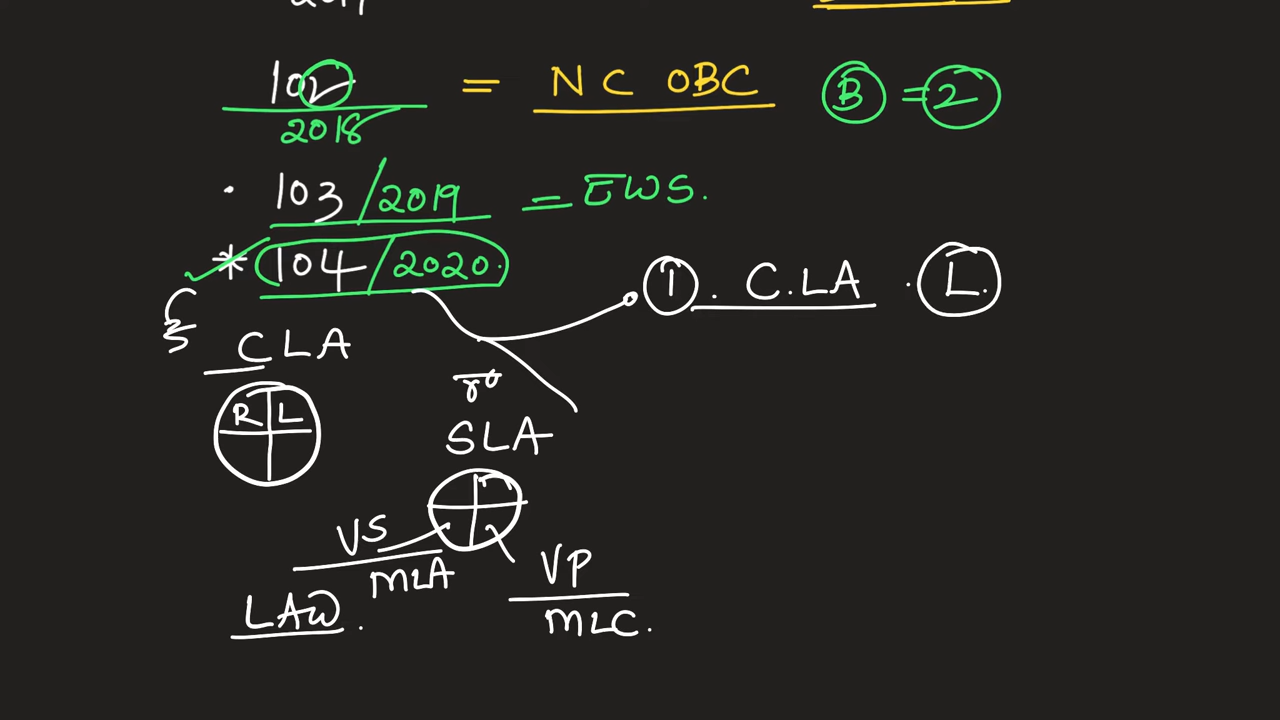 102 = NC OBC B = 2
2018
· 103/2019 = EWS.
* 104/2020. 1. C.LA . L.
CLA
R L
SLA
VS
MLA
VP
LAW.
MLC.